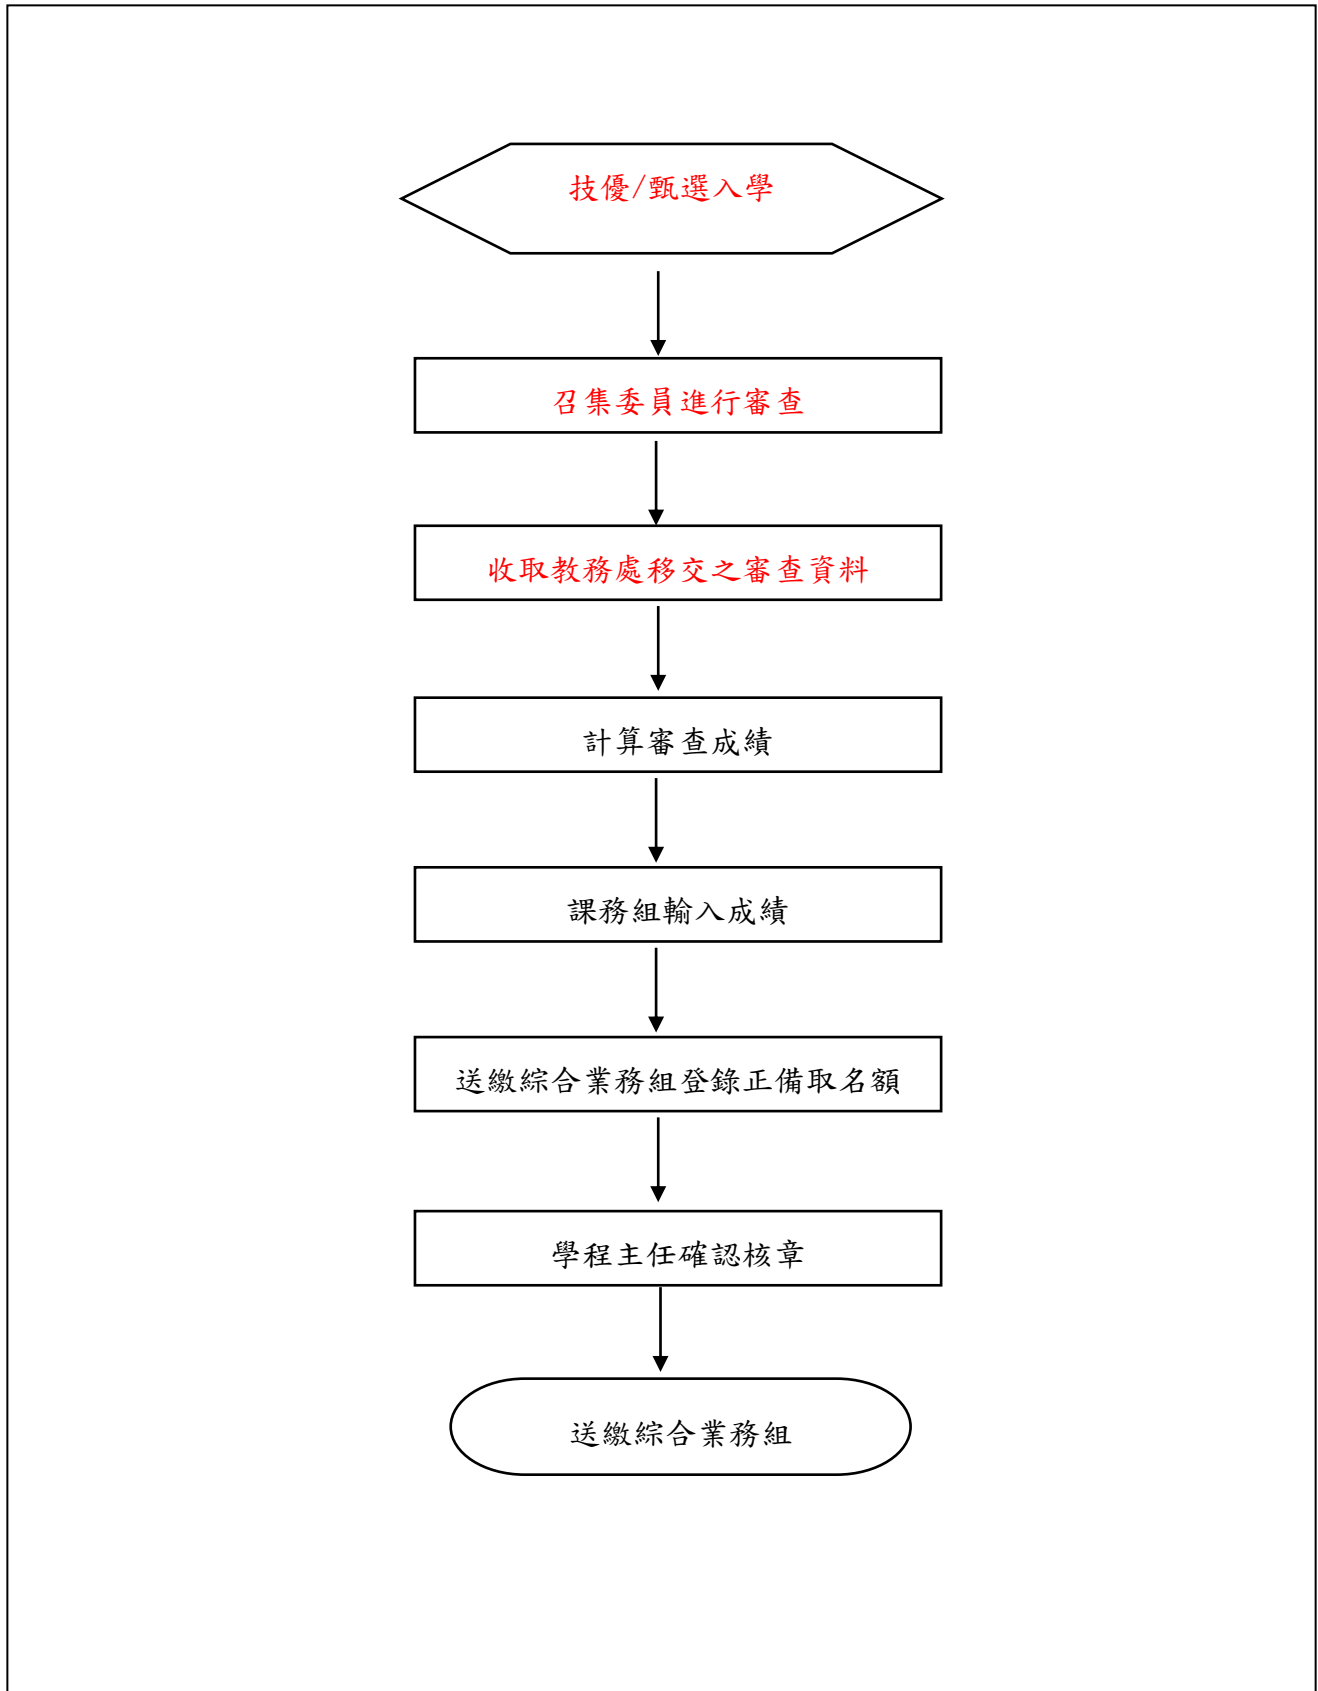 技優/甄選入學
召集委員進行審查
收取教務處移交之審查資料
計算審查成績
課務組輸入成績
送繳綜合業務組登錄正備取名額
學程主任確認核章
送繳綜合業務組